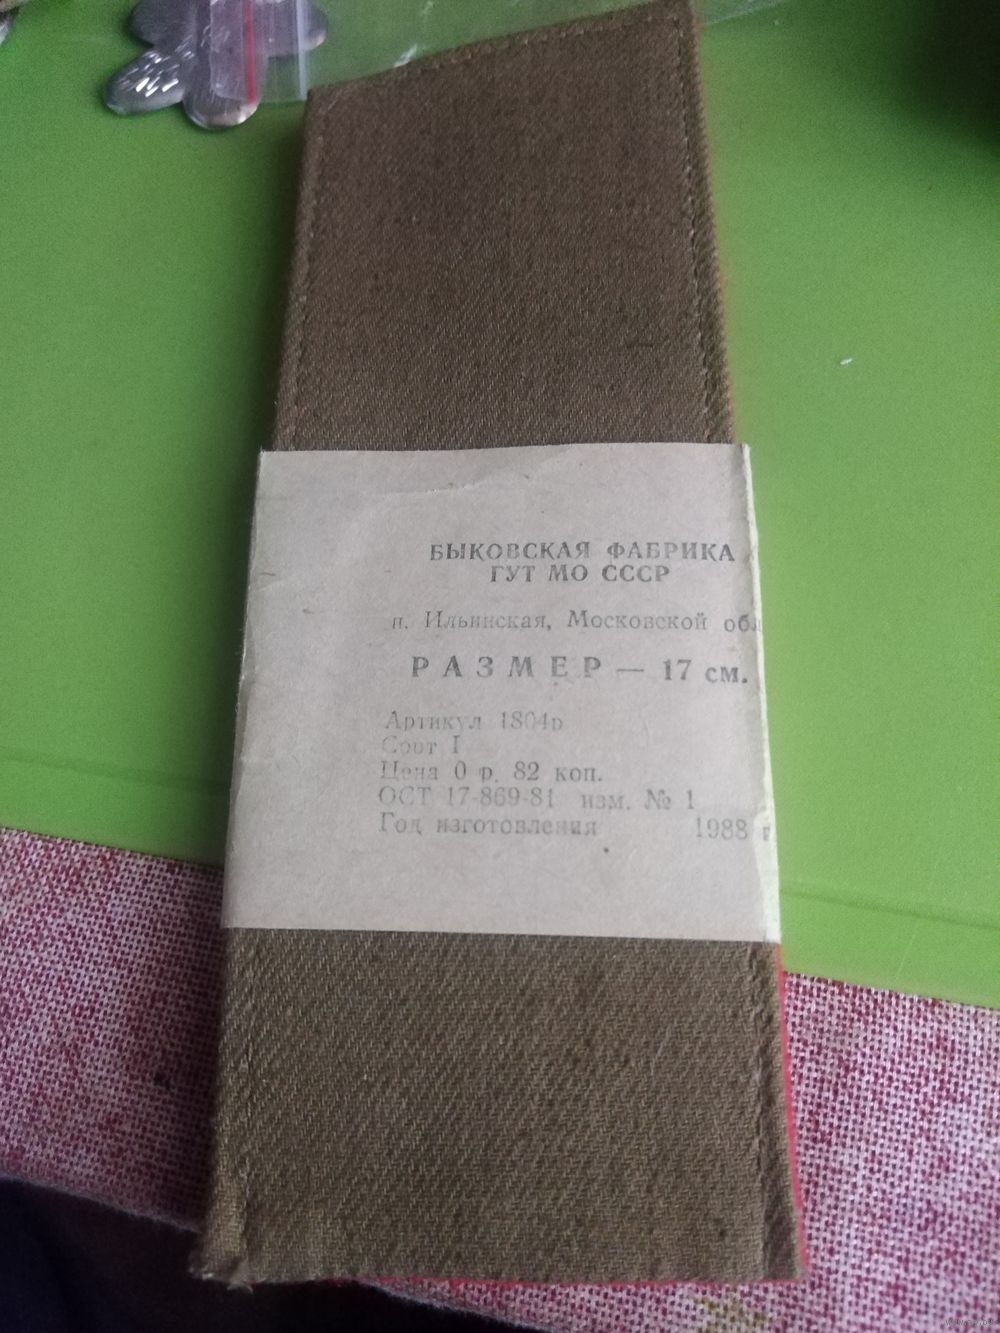 БЫКОВСКАЯ ФАБРИКА
ГУТ МО СССР
п. Ильинская, Московской обл
РАЗМЕР — 17 см.
Артикул 1804р
Сорт I
Цена 0 р. 82 коп.
ОСТ 17-869-81 изм. № 1
Год изготовления 1988 г